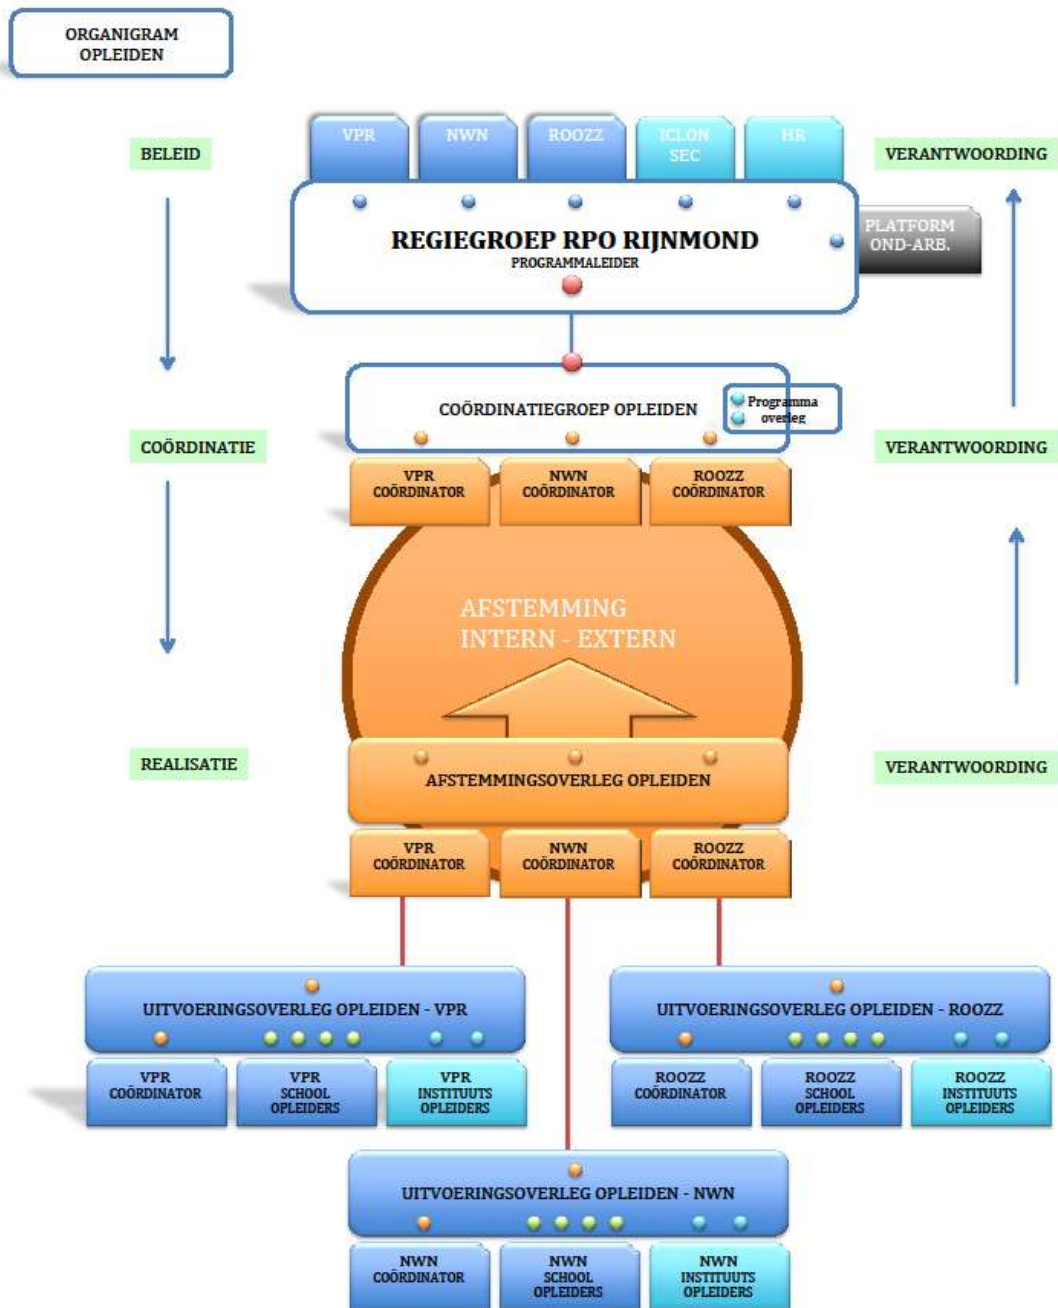 ORGANIGRAM
OPLEIDEN
VPR
NWN
ROOZZ
ICLON
SEC
HR
BELEID
VERANTWOORDING
REGIEGROEP RPO RIJNMOND
PROGRAMMALEIDER
PLATFORM
OND-ARB.
COÖRDINATIEGROEP OPLEIDEN
Programma
overleg
COÖRDINATIE
VERANTWOORDING
VPR
COÖRDINATOR
NWN
COÖRDINATOR
ROOZZ
COÖRDINATOR
AFSTEMMING
INTERN - EXTERN
REALISATIE
VERANTWOORDING
AFSTEMMINGSOVERLEG OPLEIDEN
VPR
COÖRDINATOR
NWN
COÖRDINATOR
ROOZZ
COÖRDINATOR
UITVOERINGSOVERLEG OPLEIDEN - VPR
UITVOERINGSOVERLEG OPLEIDEN - ROOZZ
VPR
COÖRDINATOR
VPR
SCHOOL
OPLEIDERS
VPR
INSTITUUTS
OPLEIDERS
ROOZZ
COÖRDINATOR
ROOZZ
SCHOOL
OPLEIDERS
ROOZZ
INSTITUUTS
OPLEIDERS
UITVOERINGSOVERLEG OPLEIDEN - NWN
NWN
COÖRDINATOR
NWN
SCHOOL
OPLEIDERS
NWN
INSTITUUTS
OPLEIDERS